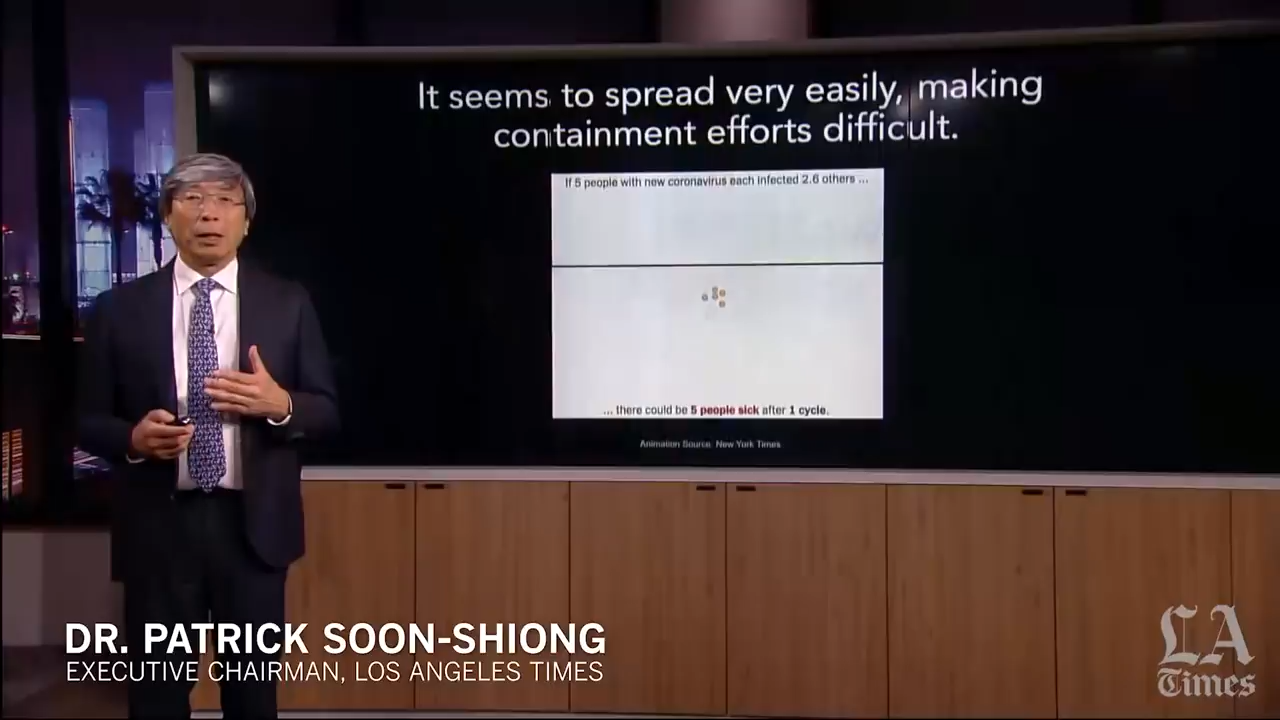 It seems to spread very easily, making
containment efforts difficult.
If 5 people with new coronavirus each infected 2.6 others ...
... there could be 5 people sick after 1 cycle.
Animation Source: New York Times
DR. PATRICK SOON-SHIONG
EXECUTIVE CHAIRMAN, LOS ANGELES TIMES
LA
Times